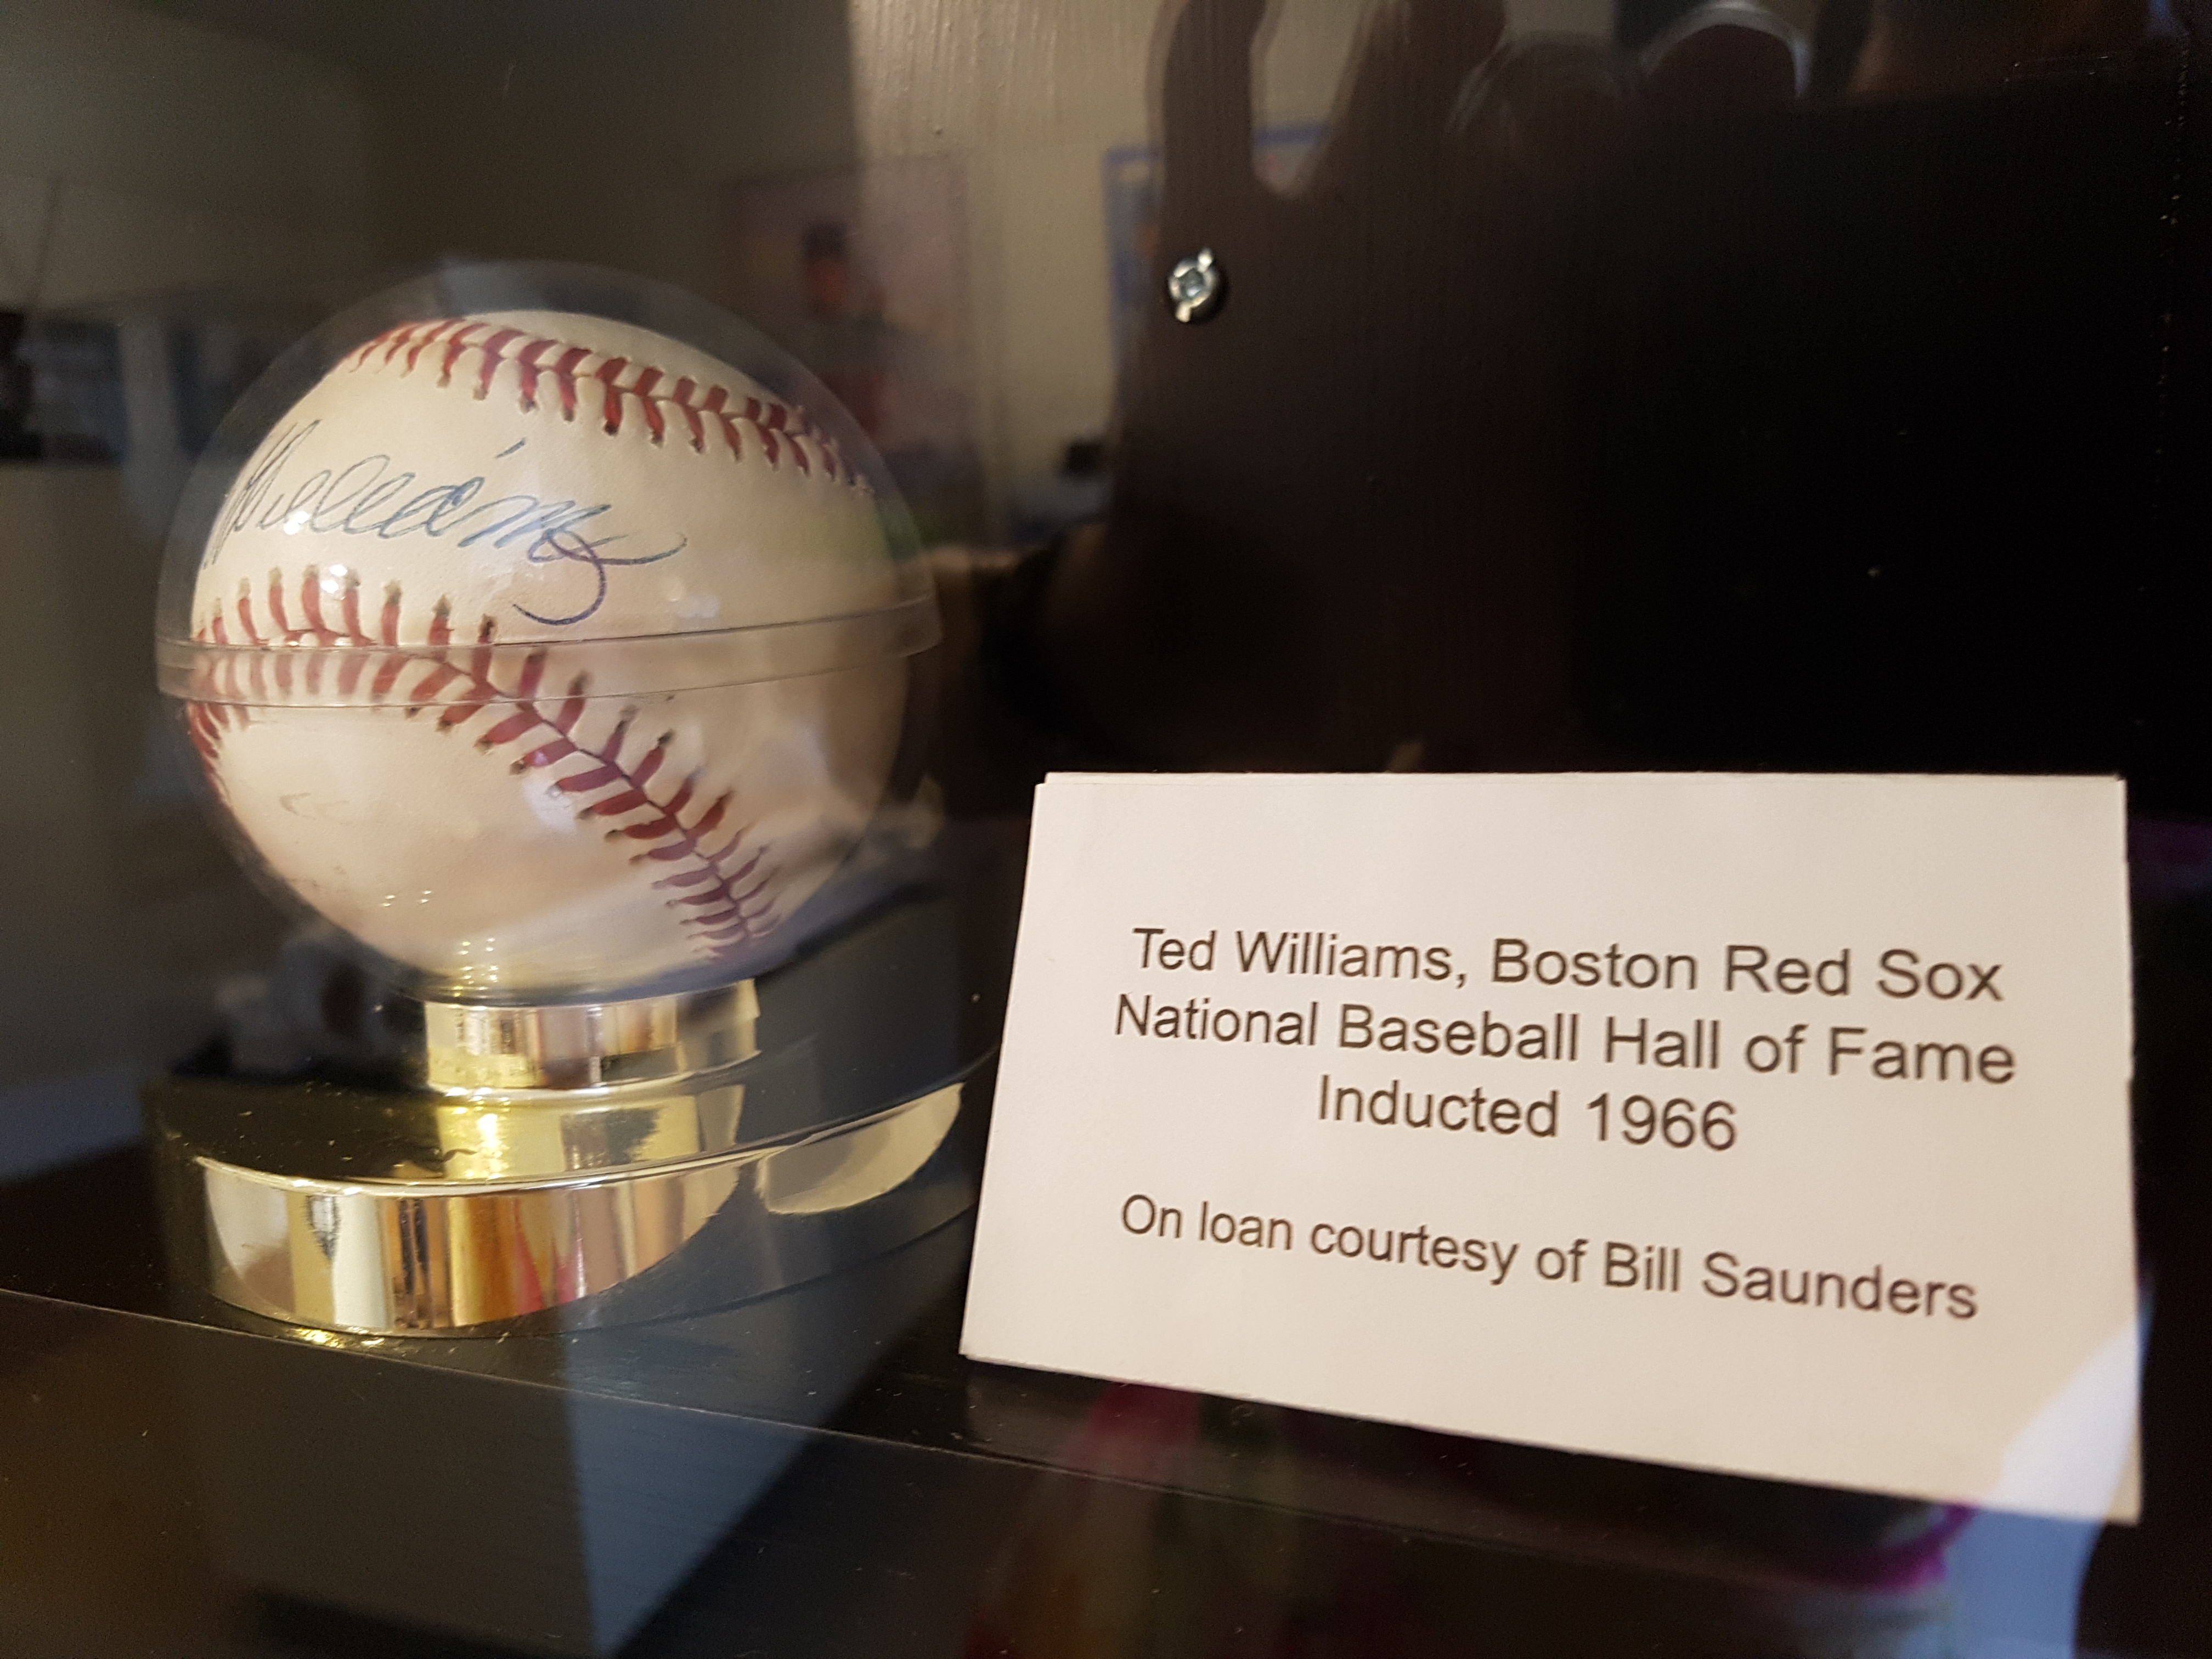 Williams
Ted Williams, Boston Red Sox
National Baseball Hall of Fame
Inducted 1966
On loan courtesy of Bill Saunders